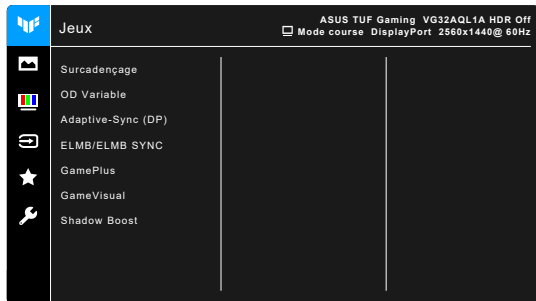 Jeux
ASUS TUF Gaming VG32AQL1A HDR Off
Mode course DisplayPort 2560x1440@ 60Hz
Surcadençage
OD Variable
Adaptive-Sync (DP)
ELMB/ELMB SYNC
GamePlus
GameVisual
Shadow Boost